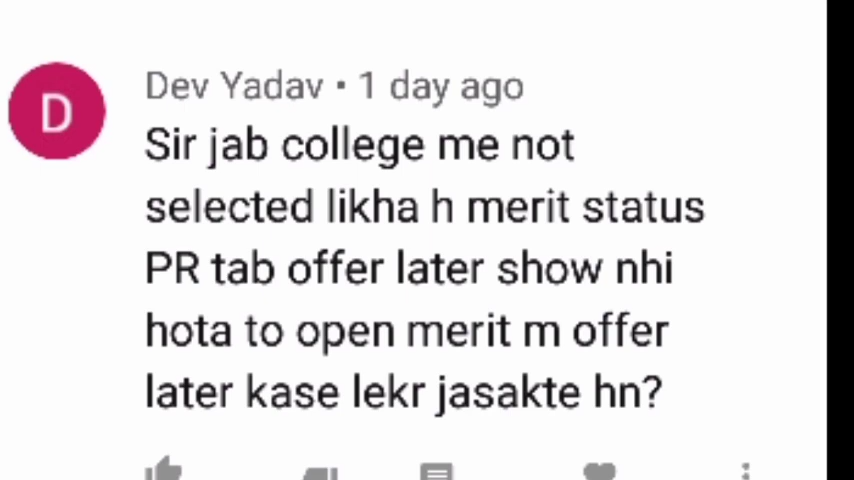 D
Dev Yadav • 1 day ago
Sir jab college me not
selected likha h merit status
PR tab offer later show nhi
hota to open merit m offer
later kase lekr jasakte hn?